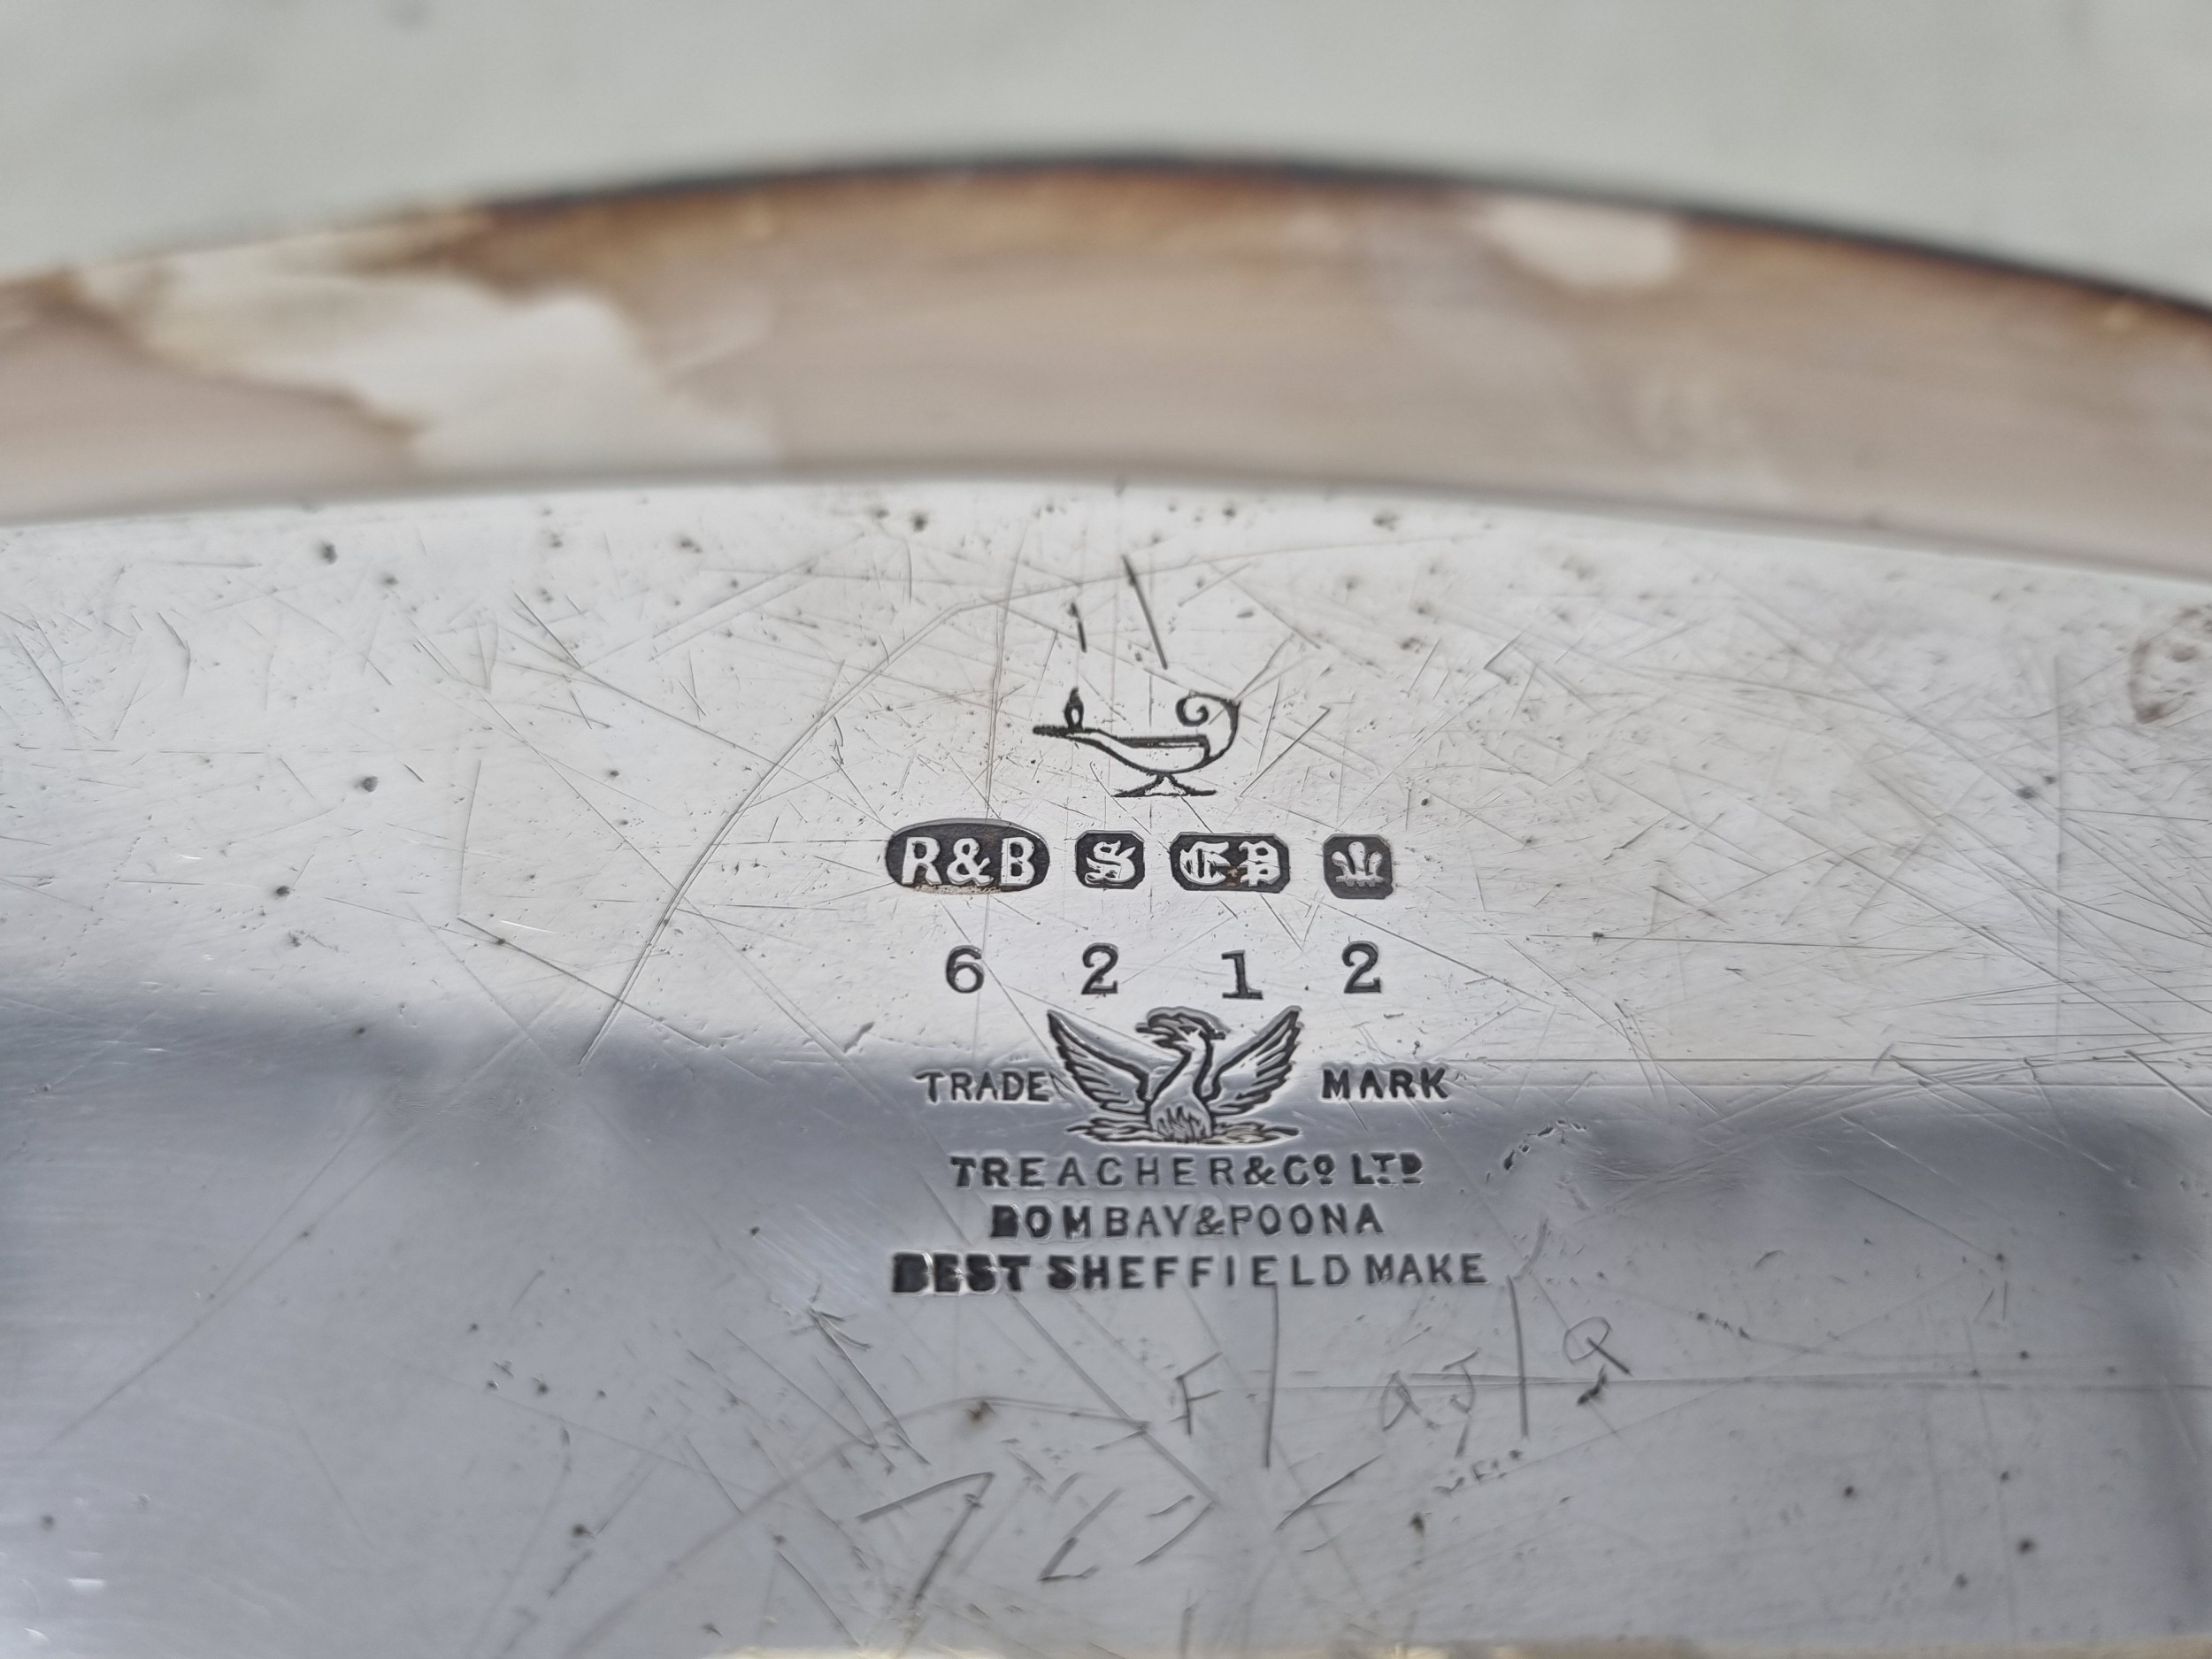 R&B S EP
6 2 1 2
TRADE MARK
TREACHER&Cº LTD
BOMBAY&POONA
BEST SHEFFIELD MAKE